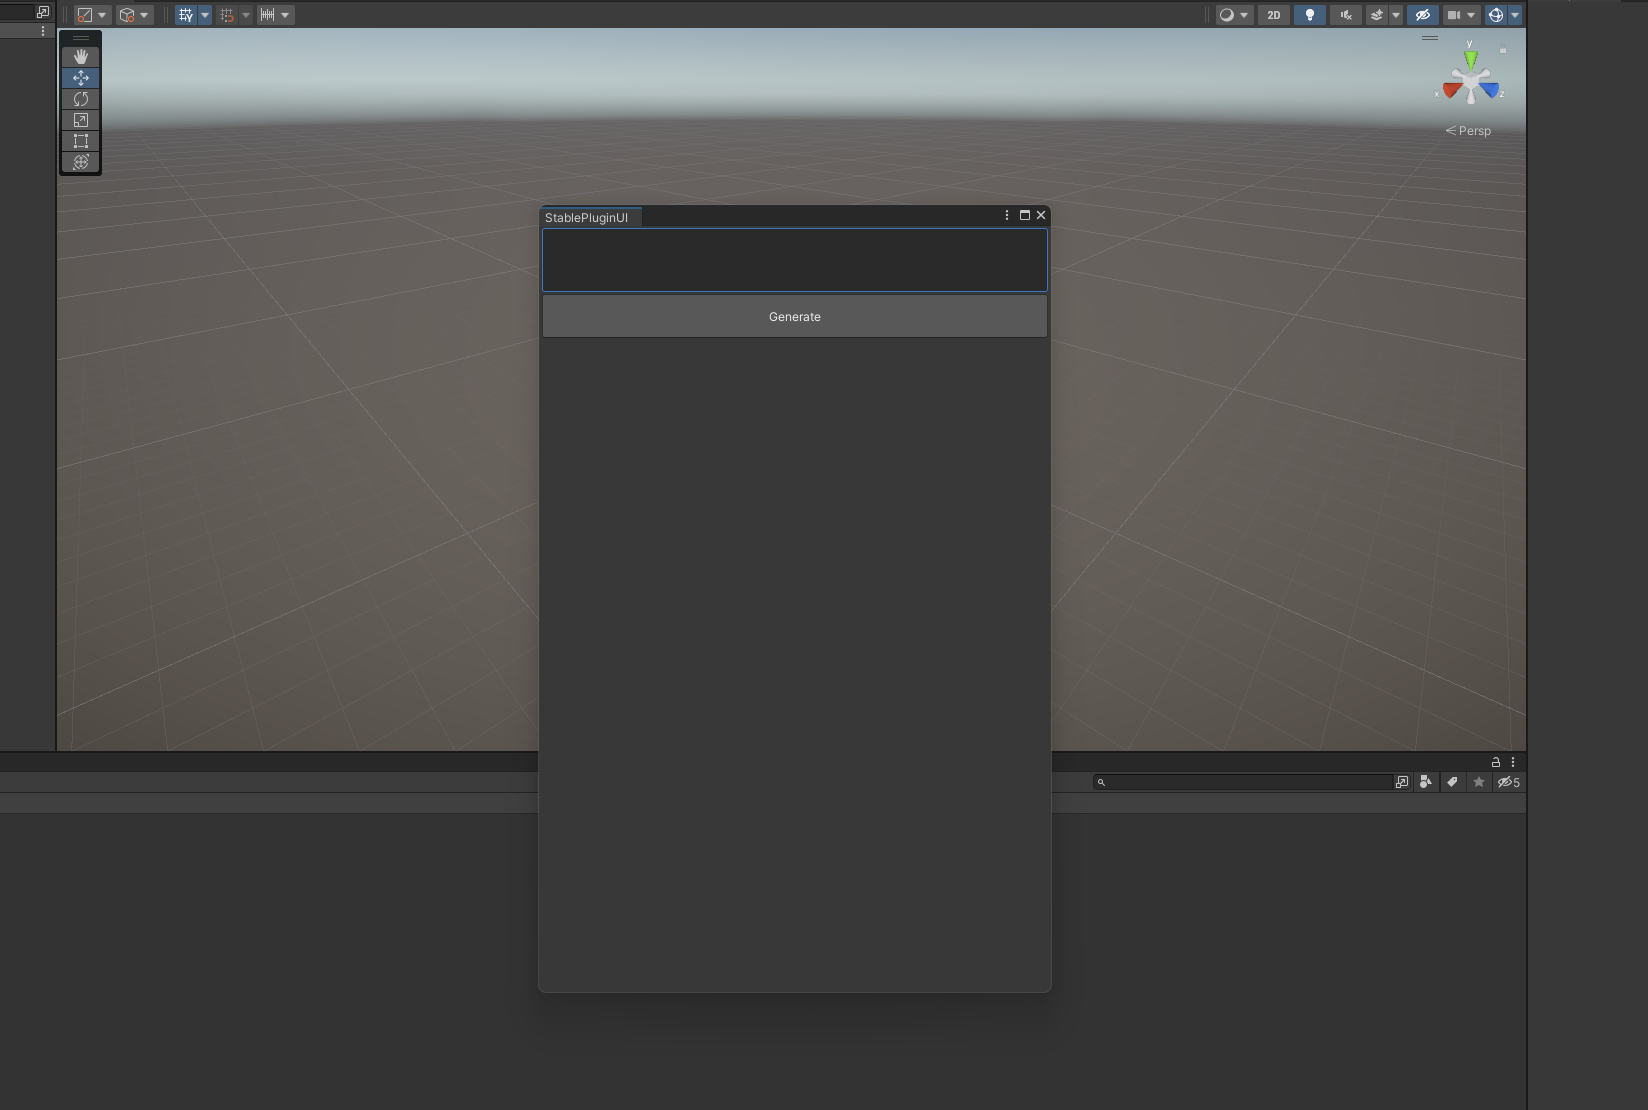 2D
y
x
z
Persp
StablePluginUI
Generate
5